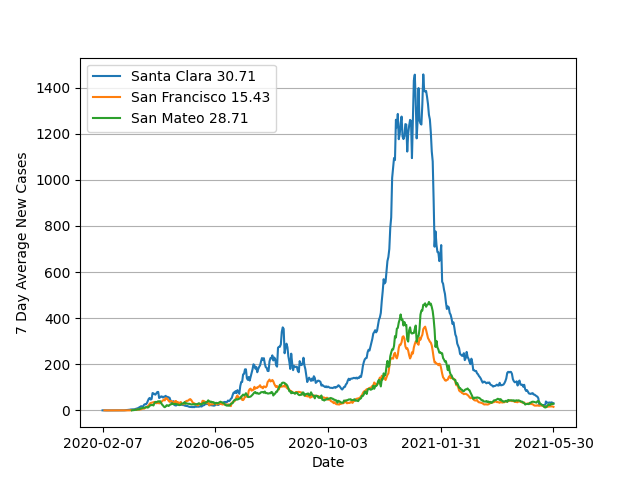 Santa Clara 30.71
San Francisco 15.43
San Mateo 28.71
7 Day Average New Cases
1400
1200
1000
800
600
400
200
0
2020-02-07 2020-06-05 2020-10-03 2021-01-31 2021-05-30
Date